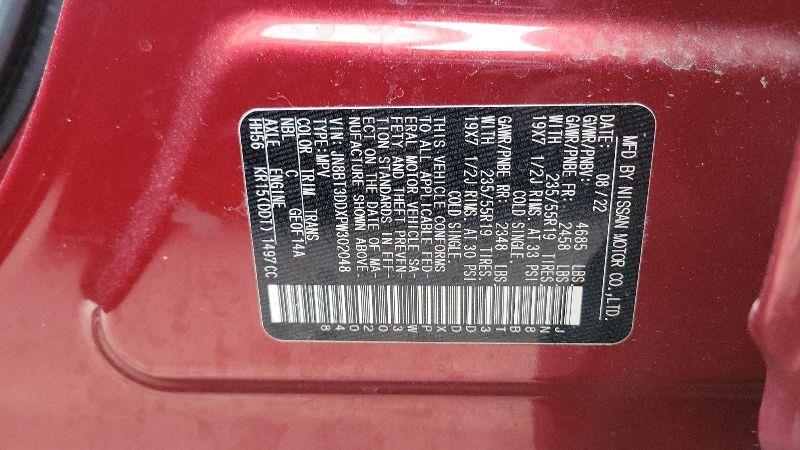 MFD BY NISSAN MOTOR CO.,LTD.
DATE: 08 '22
GVWR/PNBV: 4685 LBS
GAWR/PNBE FR: 2456 LBS
WITH 235/55R19 TIRES
19X7 1/2J RIMS, AT 33 PSI
COLD SINGLE.
GAWR/PNBE RR: 2348 LBS
WITH 235/55R19 TIRES
19X7 1/2J RIMS, AT 30 PSI
COLD SINGLE.
THIS VEHICLE CONFORMS
TO ALL APPLICABLE FED-
ERAL MOTOR VEHICLE SA-
FETY AND THEFT PREVEN-
TION STANDARDS IN EFF-
ECT ON THE DATE OF MA-
NUFACTURE SHOWN ABOVE.
VIN: JN8BT3DDXPW302048
TYPE: MPV
COLOR TRIM TRANS
NBL C GE0F14A
AXLE ENGINE
HH56 KR15(DDT) 1497CC
JN8BT3DDXPW302048